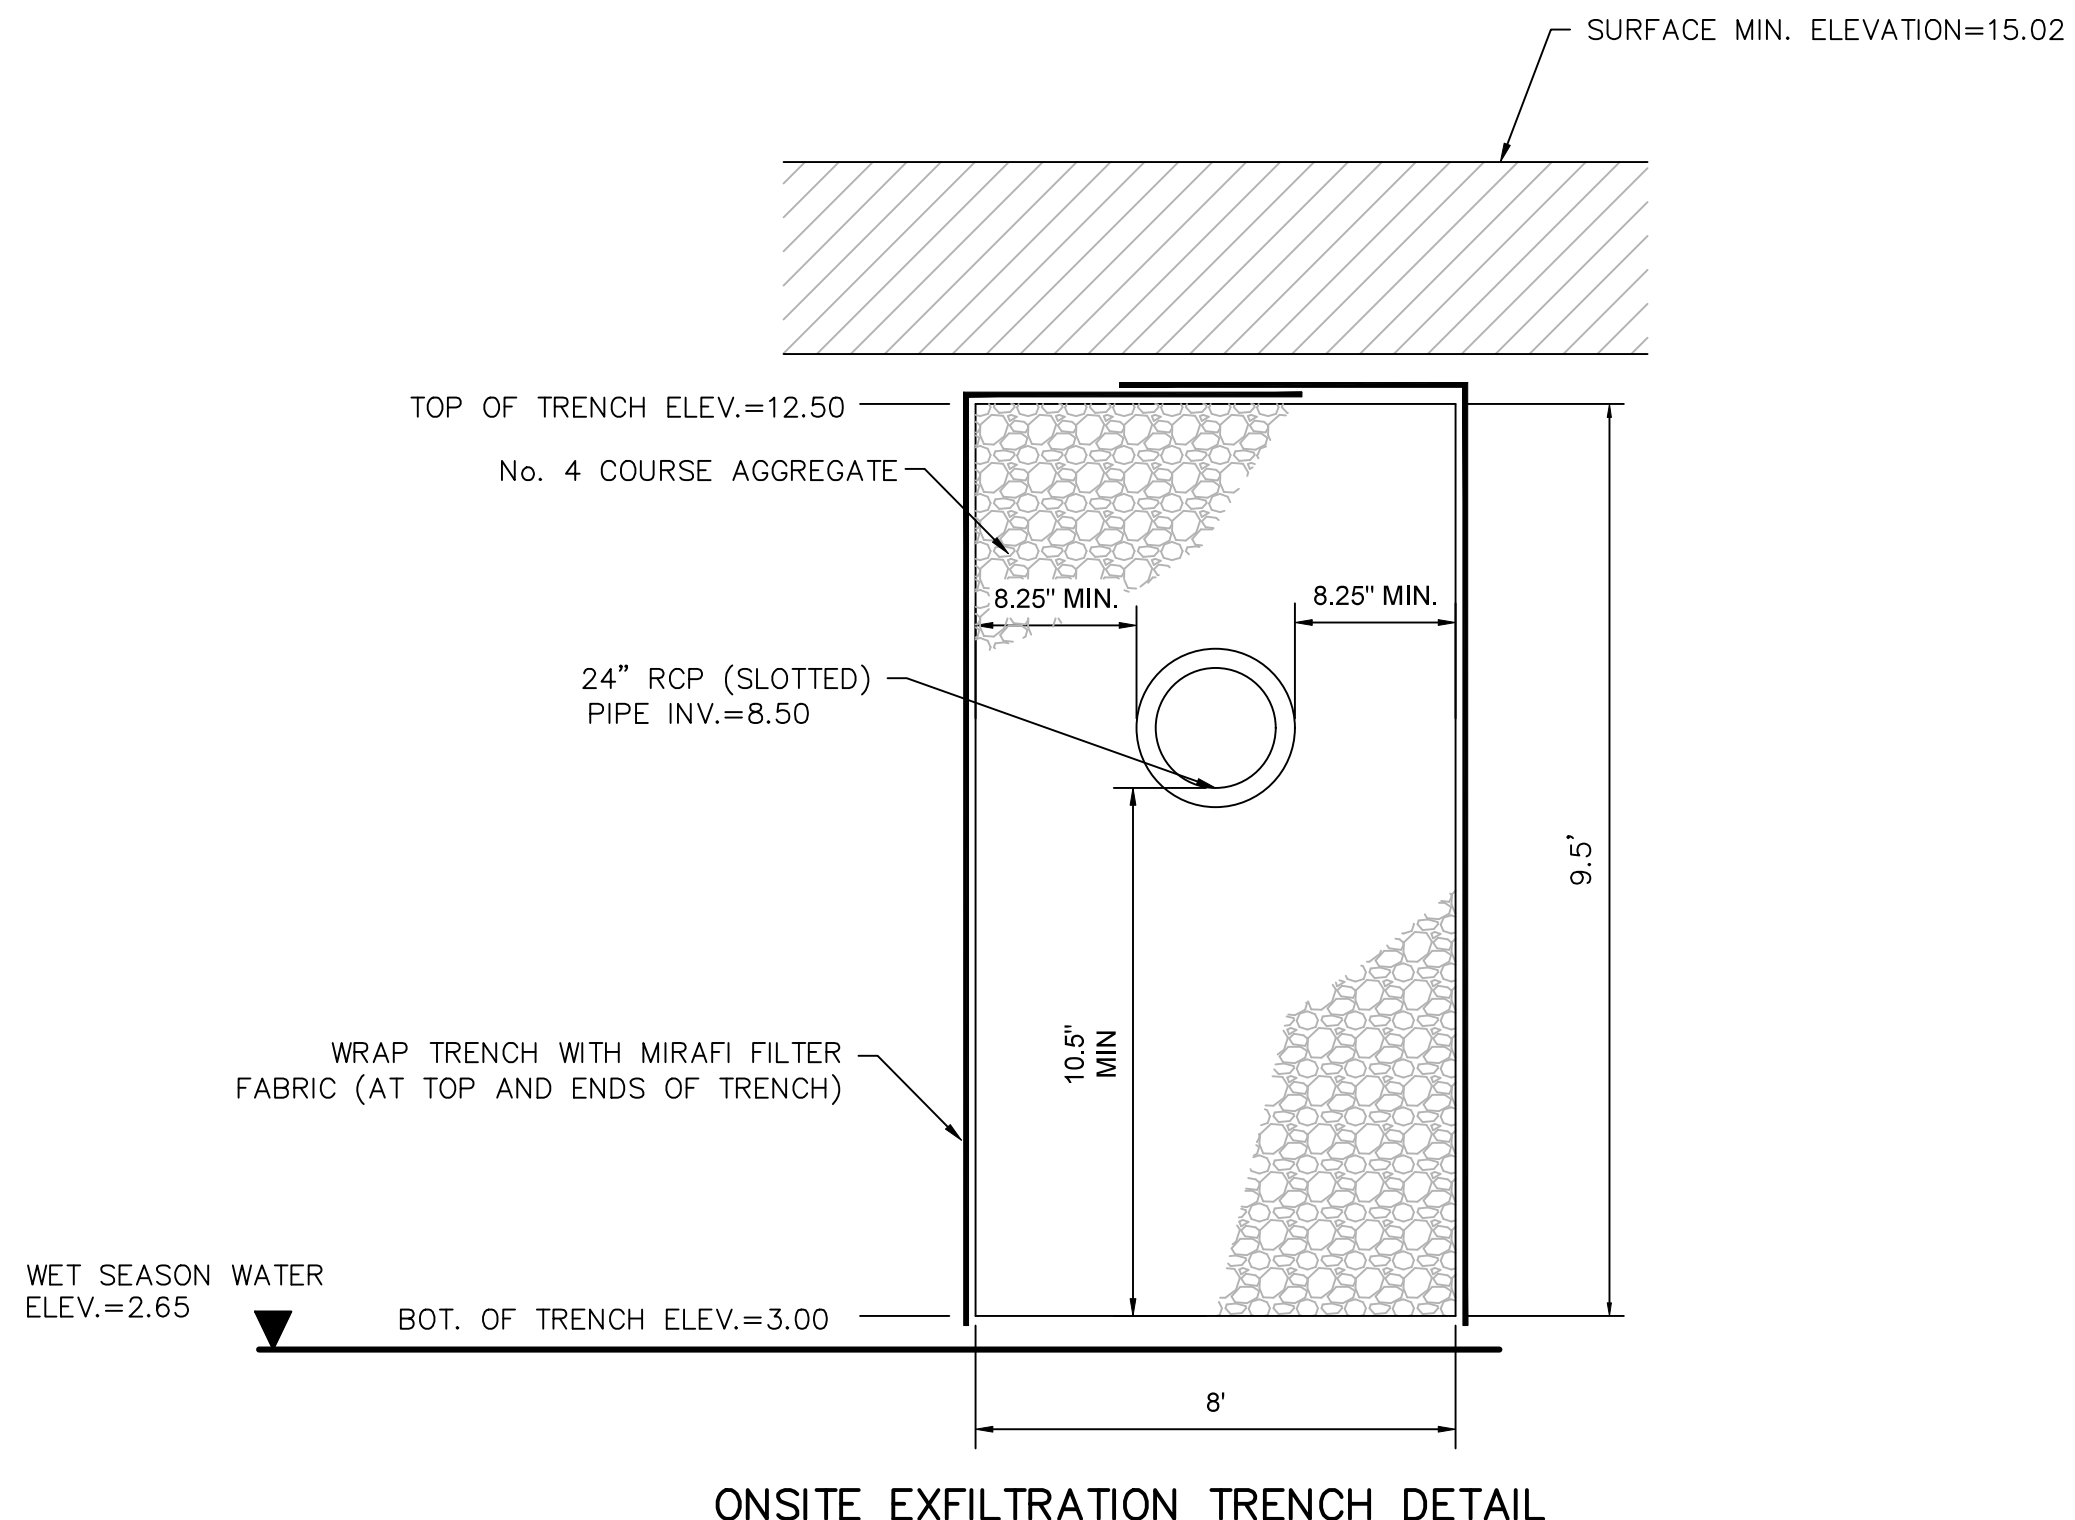 SURFACE MIN. ELEVATION=15.02
TOP OF TRENCH ELEV.=12.50
No. 4 COURSE AGGREGATE
8.25" MIN.
8.25" MIN.
24" RCP (SLOTTED)
PIPE INV.=8.50
9.5'
10.5"
MIN
WRAP TRENCH WITH MIRAFI FILTER
FABRIC (AT TOP AND ENDS OF TRENCH)
WET SEASON WATER
ELEV.=2.65
BOT. OF TRENCH ELEV.=3.00
8'
ONSITE EXFILTRATION TRENCH DETAIL